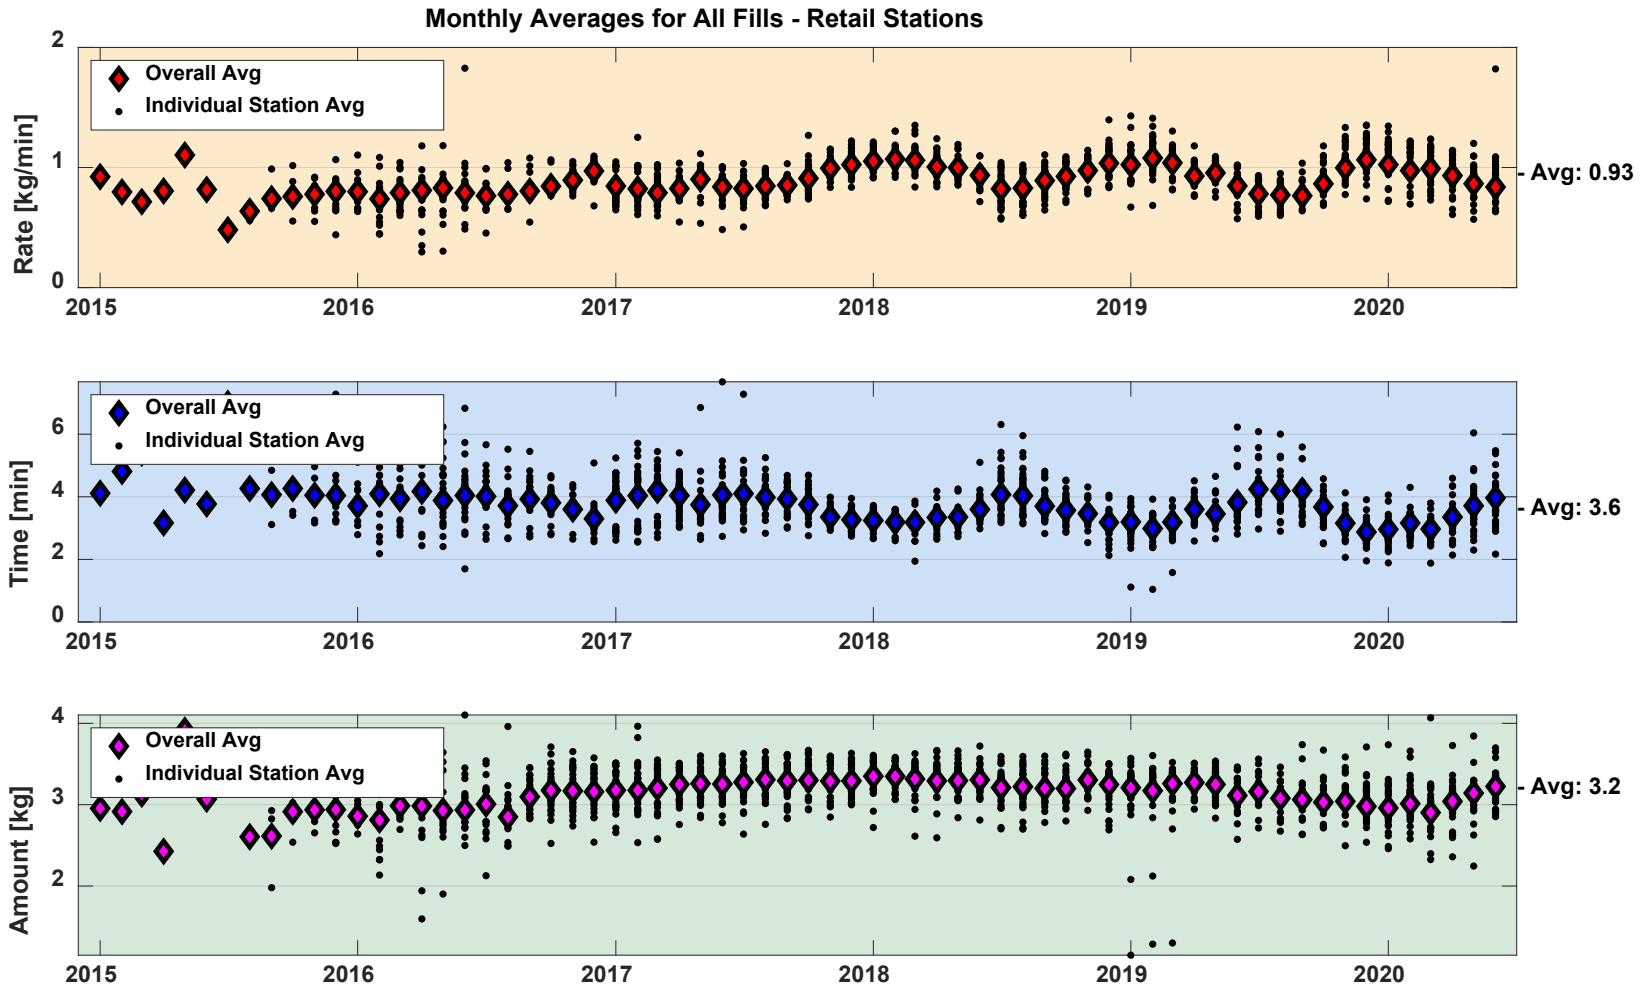 Monthly Averages for All Fills - Retail Stations
2
1
0
Rate [kg/min]
Overall Avg
Individual Station Avg
- Avg: 0.93
2015 2016 2017 2018 2019 2020
6
4
2
0
Time [min]
Overall Avg
Individual Station Avg
- Avg: 3.6
2015 2016 2017 2018 2019 2020
4
3
2
Amount [kg]
Overall Avg
Individual Station Avg
- Avg: 3.2
2015 2016 2017 2018 2019 2020